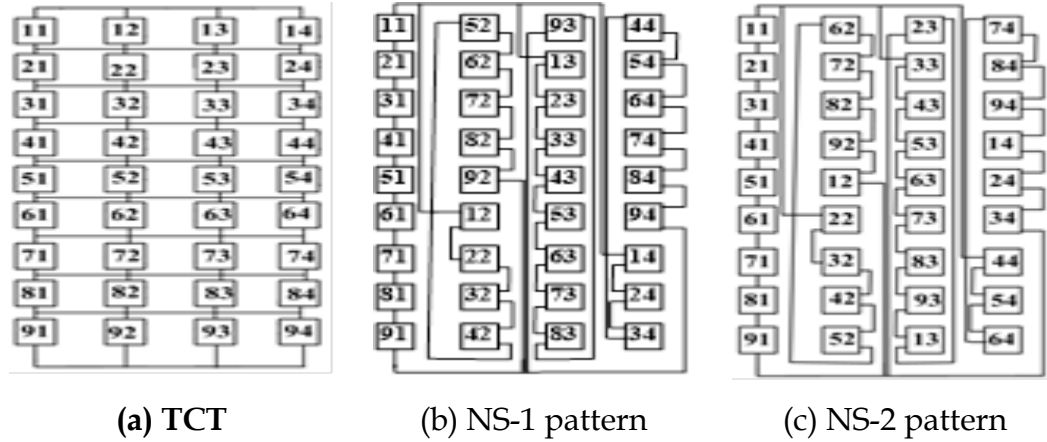 11 12 13 14 11 52 93 44 11 62 23 74
21 22 23 24 21 62 13 54 21 72 33 84
31 32 33 34 31 72 23 64 31 82 43 94
41 42 43 44 41 82 33 74 41 92 53 14
51 52 53 54 51 92 43 84 51 12 63 24
61 62 63 64 61 12 53 94 61 22 73 34
71 72 73 74 71 22 63 14 71 32 83 44
81 82 83 84 81 32 73 24 81 42 93 54
91 92 93 94 91 42 83 34 91 52 13 64
(a) TCT (b) NS-1 pattern (c) NS-2 pattern